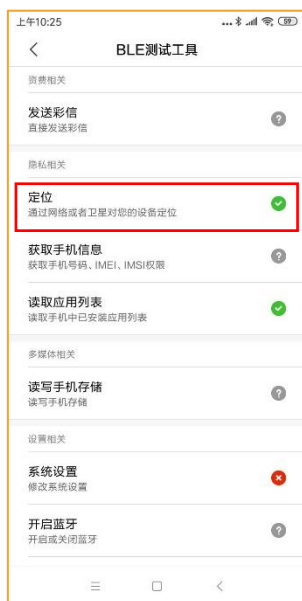 上午10:25
... 59
BLE测试工具
资费相关
发送彩信
直接发送彩信
隐私相关
定位
通过网络或者卫星对您的设备定位
获取手机信息
获取手机号码、IMEI、IMSI权限
读取应用列表
读取手机中已安装应用列表
多媒体相关
读写手机存储
读写手机存储
设置相关
系统设置
修改系统设置
开启蓝牙
开启或关闭蓝牙